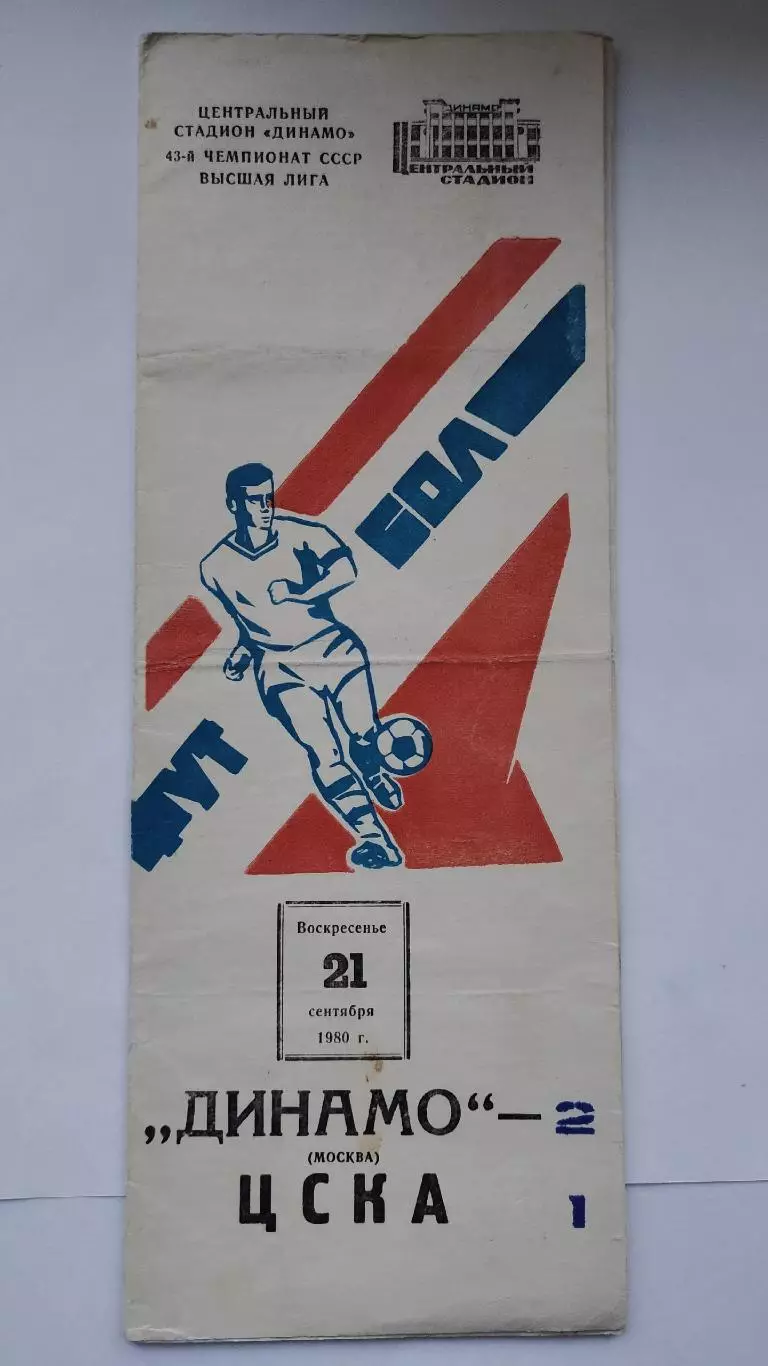 ЦЕНТРАЛЬНЫЙ
СТАДИОН «ДИНАМО»
43-й ЧЕМПИОНАТ СССР
ВЫСШАЯ ЛИГА
ДИНАМО
ЦЕНТРАЛЬНЫЙ
СТАДИОН
ФУТ
БОЛ
Воскресенье
21
сентября
1980 г.
„ДИНАМО“ — 2
(МОСКВА)
ЦСКА 1